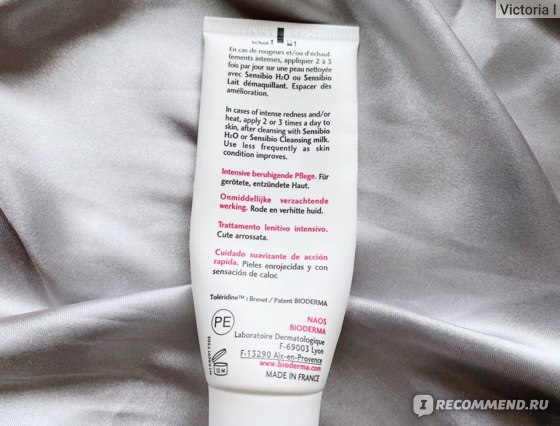 Victoria I
En cas de rougeurs et/ou d'échauf-
fements intenses, appliquer 2 à 3
fois par jour sur une peau nettoyée
avec Sensibio H₂O ou Sensibio
Lait démaquillant. Espacer dès
amélioration.
In cases of intense redness and/or
heat, apply 2 or 3 times a day to
skin, after cleansing with Sensibio
H₂O or Sensibio Cleansing milk.
Use less frequently as skin
condition improves.
Intensive beruhigende Pflege. Für
gerötete, entzündete Haut.
Onmiddellijke verzachtende
werking. Rode en verhitte huid.
Trattamento lenitivo intensivo.
Cute arrossata.
Cuidado suavizante de acción
rapida. Pieles enrojecidas y con
sensación de calor.
Toléridine™ : Brevet / Patent BIODERMA
PE
NAOS
BIODERMA
Laboratoire Dermatologique
F-69003 Lyon
F-13290 Aix-en-Provence
www.bioderma.com
MADE IN FRANCE
12 M
IRECOMMEND.RU